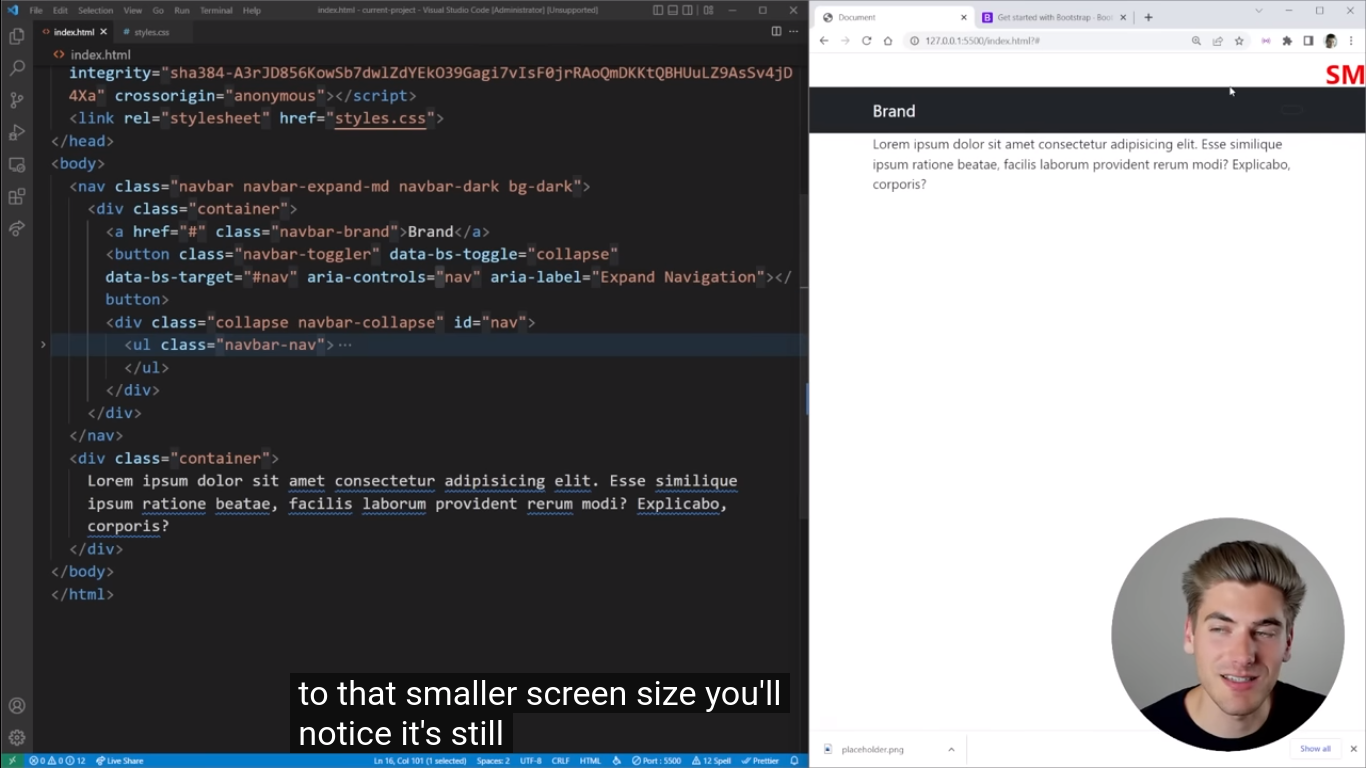 File Edit Selection View Go Run Terminal Help
index.html - current-project - Visual Studio Code [Administrator] [Unsupported]
index.html
styles.css
index.html
integrity="sha384-A3rJD856KowSb7dwlZdYEkO39Gagi7vIsF0jrRAoQmDKKtQBHUuLZ9AsSv4jD
4Xa" crossorigin="anonymous"></script>
<link rel="stylesheet" href="styles.css">
</head>
<body>
<nav class="navbar navbar-expand-md navbar-dark bg-dark">
<div class="container">
<a href="#" class="navbar-brand">Brand</a>
<button class="navbar-toggler" data-bs-toggle="collapse"
data-bs-target="#nav" aria-controls="nav" aria-label="Expand Navigation"></
button>
<div class="collapse navbar-collapse" id="nav">
<ul class="navbar-nav"> ···
</ul>
</div>
</div>
</nav>
<div class="container">
Lorem ipsum dolor sit amet consectetur adipisicing elit. Esse similique
ipsum ratione beatae, facilis laborum provident rerum modi? Explicabo,
corporis?
</div>
</body>
</html>
to that smaller screen size you'll
notice it's still
0 0 12 Live Share
Ln 16, Col 101 (1 selected) Spaces: 2 UTF-8 CRLF HTML Port : 5500 12 Spell Prettier
Document
Get started with Bootstrap - Boo
127.0.0.1:5500/index.html?#
SM
Brand
Lorem ipsum dolor sit amet consectetur adipisicing elit. Esse similique
ipsum ratione beatae, facilis laborum provident rerum modi? Explicabo,
corporis?
placeholder.png
Show all